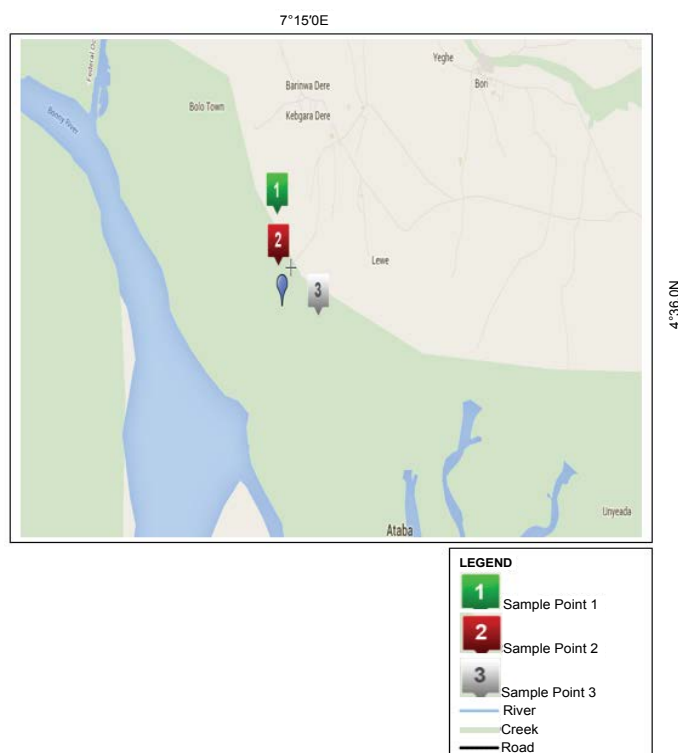 7°15'0E
Federal Oc
Yeghe
Bori
Barinwa Dere
Bolo Town
Kebgara Dere
Bonny River
1
2
Lewe
3
4°36.0N
Unyeada
Ataba
LEGEND
1 Sample Point 1
2 Sample Point 2
3 Sample Point 3
River
Creek
Road